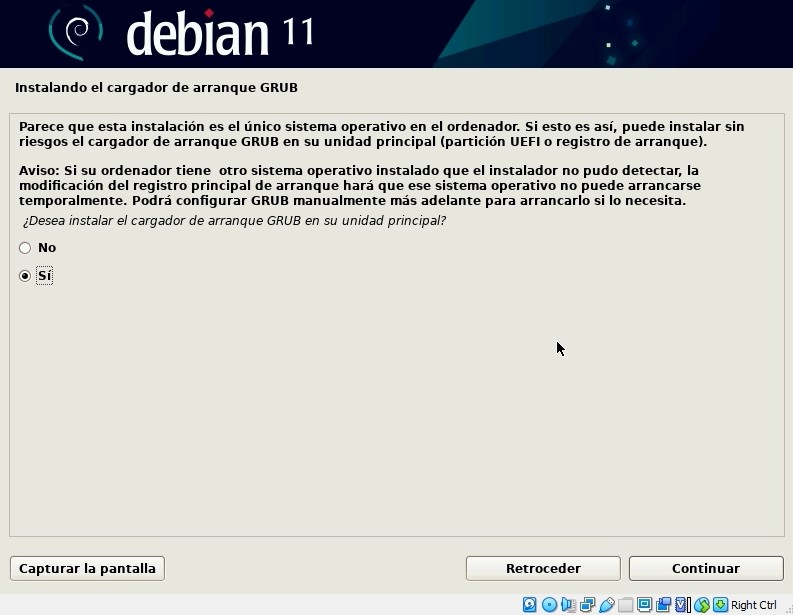 debian 11
Instalando el cargador de arranque GRUB
Parece que esta instalación es el único sistema operativo en el ordenador. Si esto es así, puede instalar sin
riesgos el cargador de arranque GRUB en su unidad principal (partición UEFI o registro de arranque).
Aviso: Si su ordenador tiene  otro sistema operativo instalado que el instalador no pudo detectar, la
modificación del registro principal de arranque hará que ese sistema operativo no puede arrancarse
temporalmente. Podrá configurar GRUB manualmente más adelante para arrancarlo si lo necesita.
¿Desea instalar el cargador de arranque GRUB en su unidad principal?
No
Sí
Capturar la pantalla Retroceder Continuar
Right Ctrl